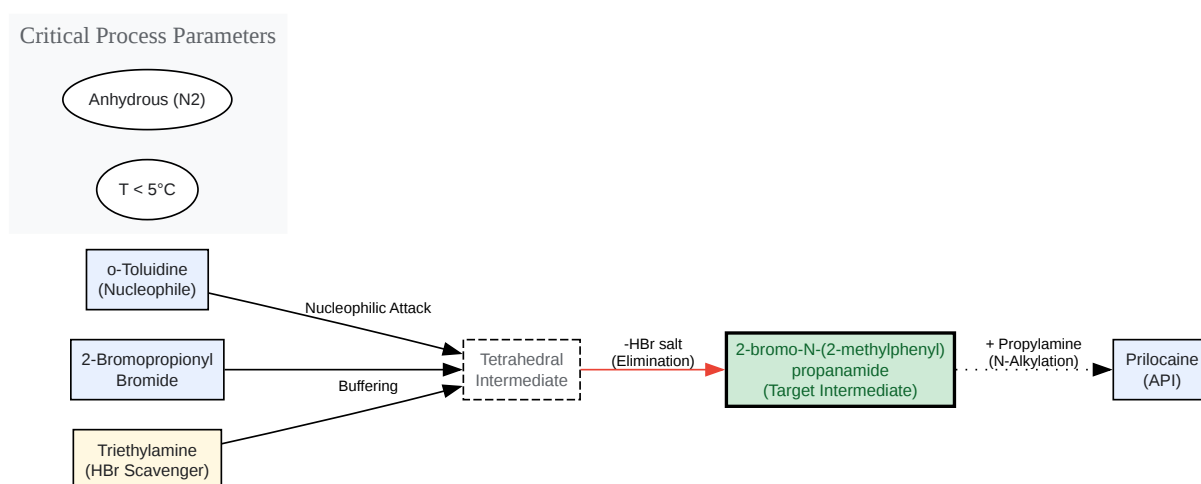 Critical Process Parameters
Anhydrous (N2)
T < 5°C
o-Toluidine
(Nucleophile)
Nucleophilic Attack
2-Bromopropionyl
Bromide
Buffering
Triethylamine
(HBr Scavenger)
Tetrahedral
Intermediate
-HBr salt
(Elimination)
2-bromo-N-(2-methylphenyl)
propanamide
(Target Intermediate)
+ Propylamine
(N-Alkylation)
Prilocaine
(API)